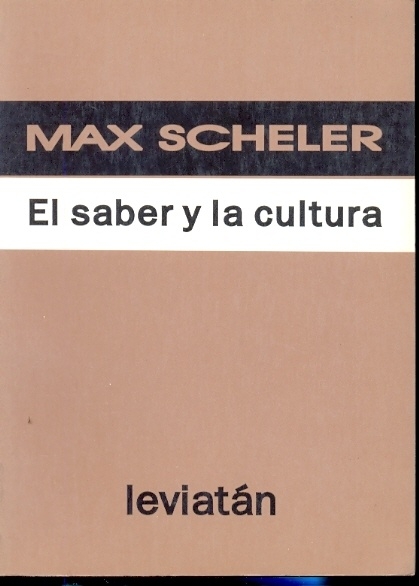 MAX SCHELER
El saber y la cultura
leviatán